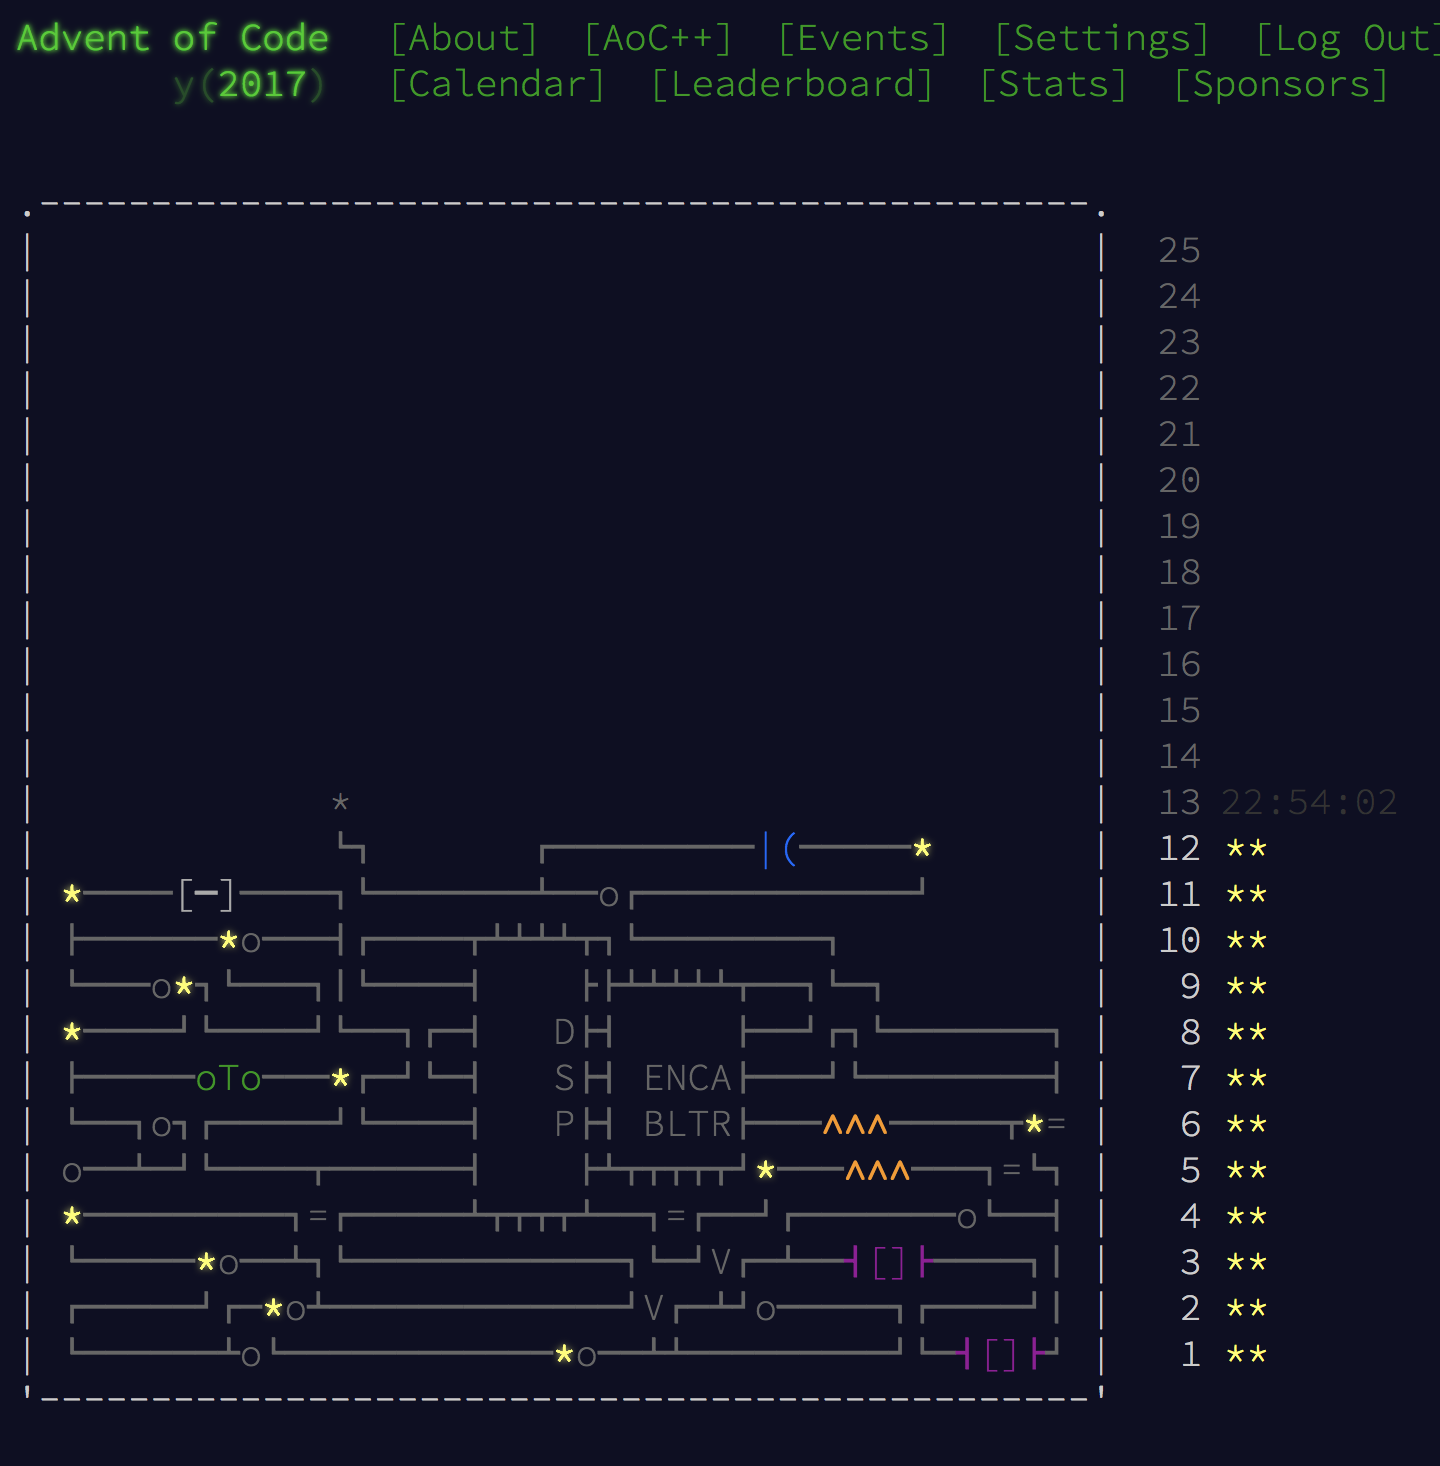 Advent of Code [About] [AoC++] [Events] [Settings] [Log Out]
y(2017) [Calendar] [Leaderboard] [Stats] [Sponsors]
25
24
23
22
21
20
19
18
17
16
15
14
* 13 22:54:02
|( * 12 **
* [─] o 11 **
*o 10 **
o* 9 **
* D 8 **
oTo * S ENCA 7 **
o P BLTR ^^^ *= 6 **
o * ^^^ = 5 **
* = = o 4 **
*o V [] 3 **
*o V o 2 **
o *o [] 1 **